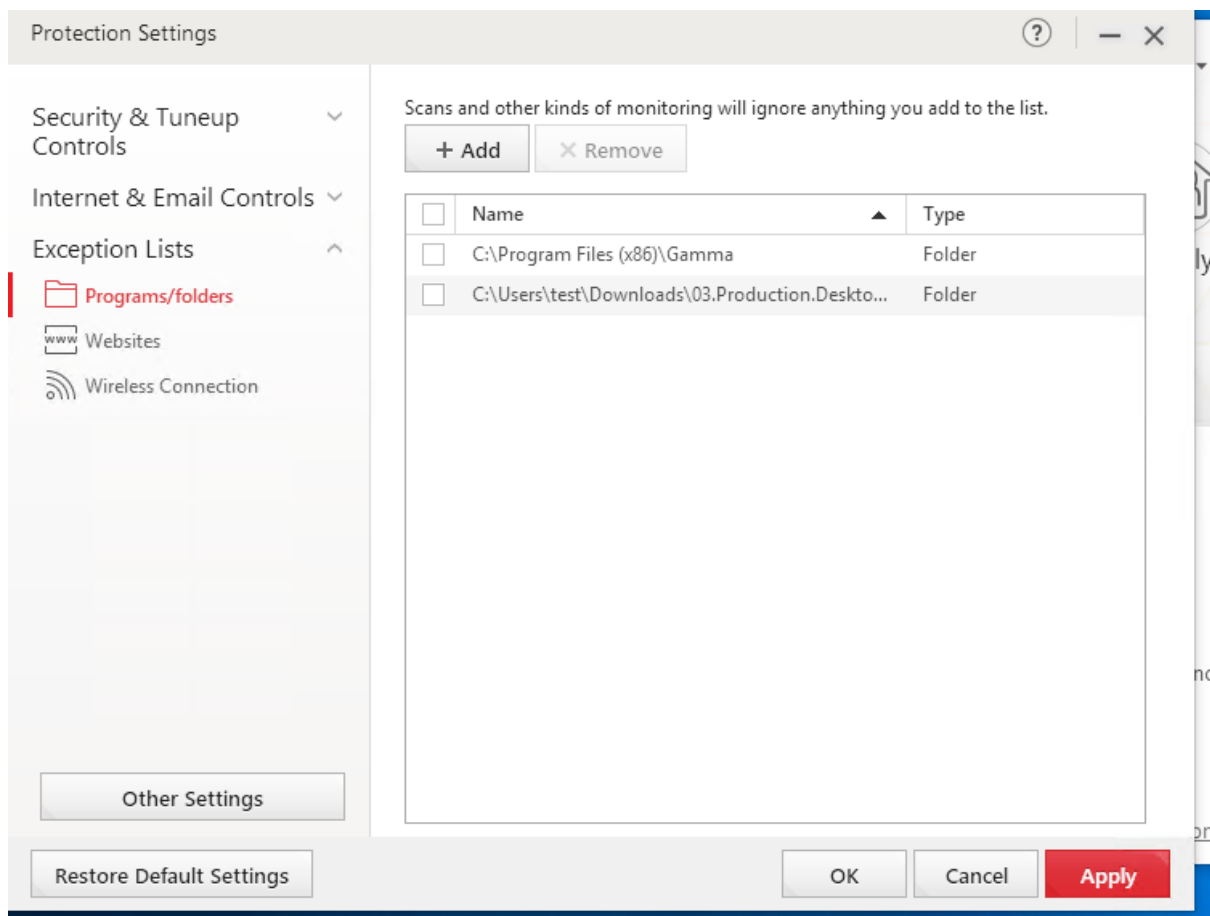 Protection Settings
?
Security & Tuneup
Controls
Internet & Email Controls
Exception Lists
Programs/folders
www Websites
Wireless Connection
Other Settings
Scans and other kinds of monitoring will ignore anything you add to the list.
+ Add
× Remove
Name Type
C:\Program Files (x86)\Gamma Folder
C:\Users\test\Downloads\03.Production.Deskto... Folder
Restore Default Settings
OK Cancel Apply